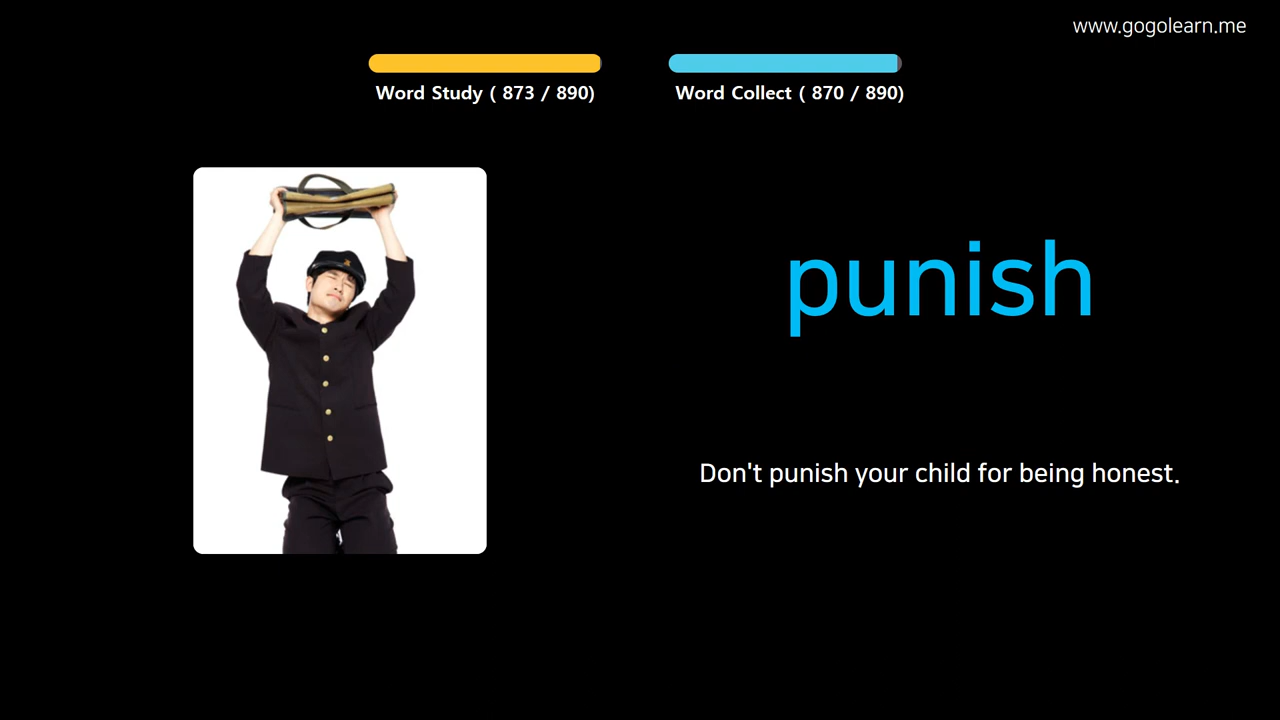 www.gogolearn.me
Word Study ( 873 / 890)
Word Collect ( 870 / 890)
punish
Don't punish your child for being honest.